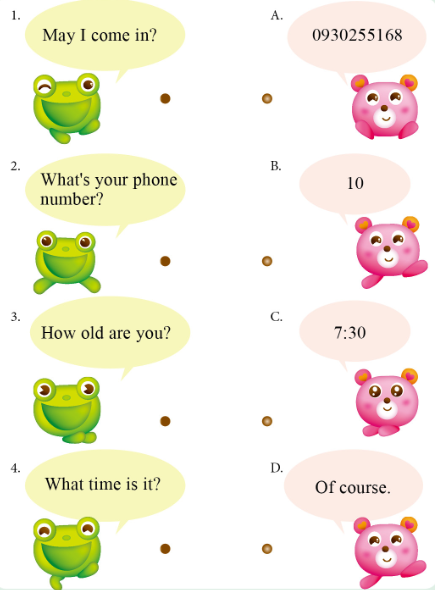 1.
May I come in?
A.
0930255168
2.
What's your phone
number?
B.
10
3.
How old are you?
C.
7:30
4.
What time is it?
D.
Of course.